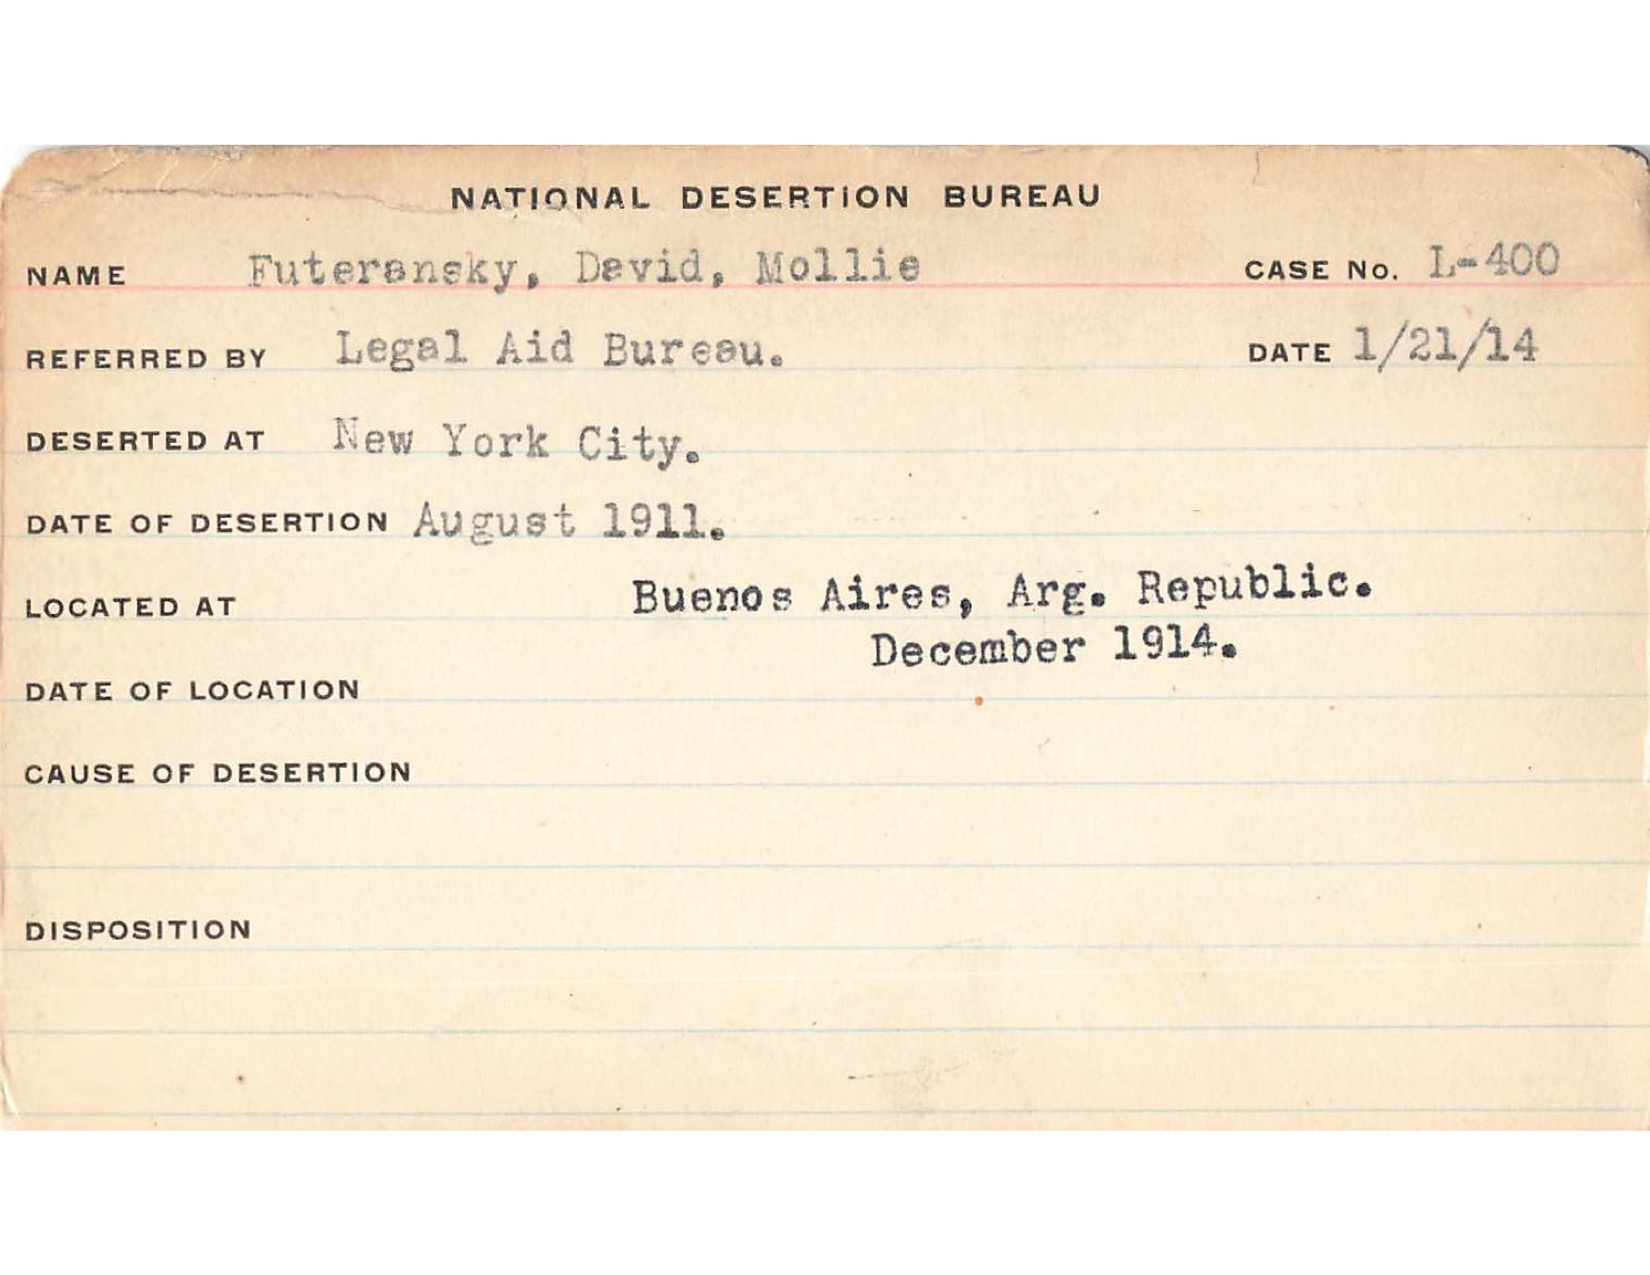 NATIONAL DESERTION BUREAU
NAME Futeransky, David, Mollie CASE No. L-400
REFERRED BY Legal Aid Bureau. DATE 1/21/14
DESERTED AT New York City.
DATE OF DESERTION August 1911.
LOCATED AT Buenos Aires, Arg. Republic.
December 1914.
DATE OF LOCATION
CAUSE OF DESERTION
DISPOSITION